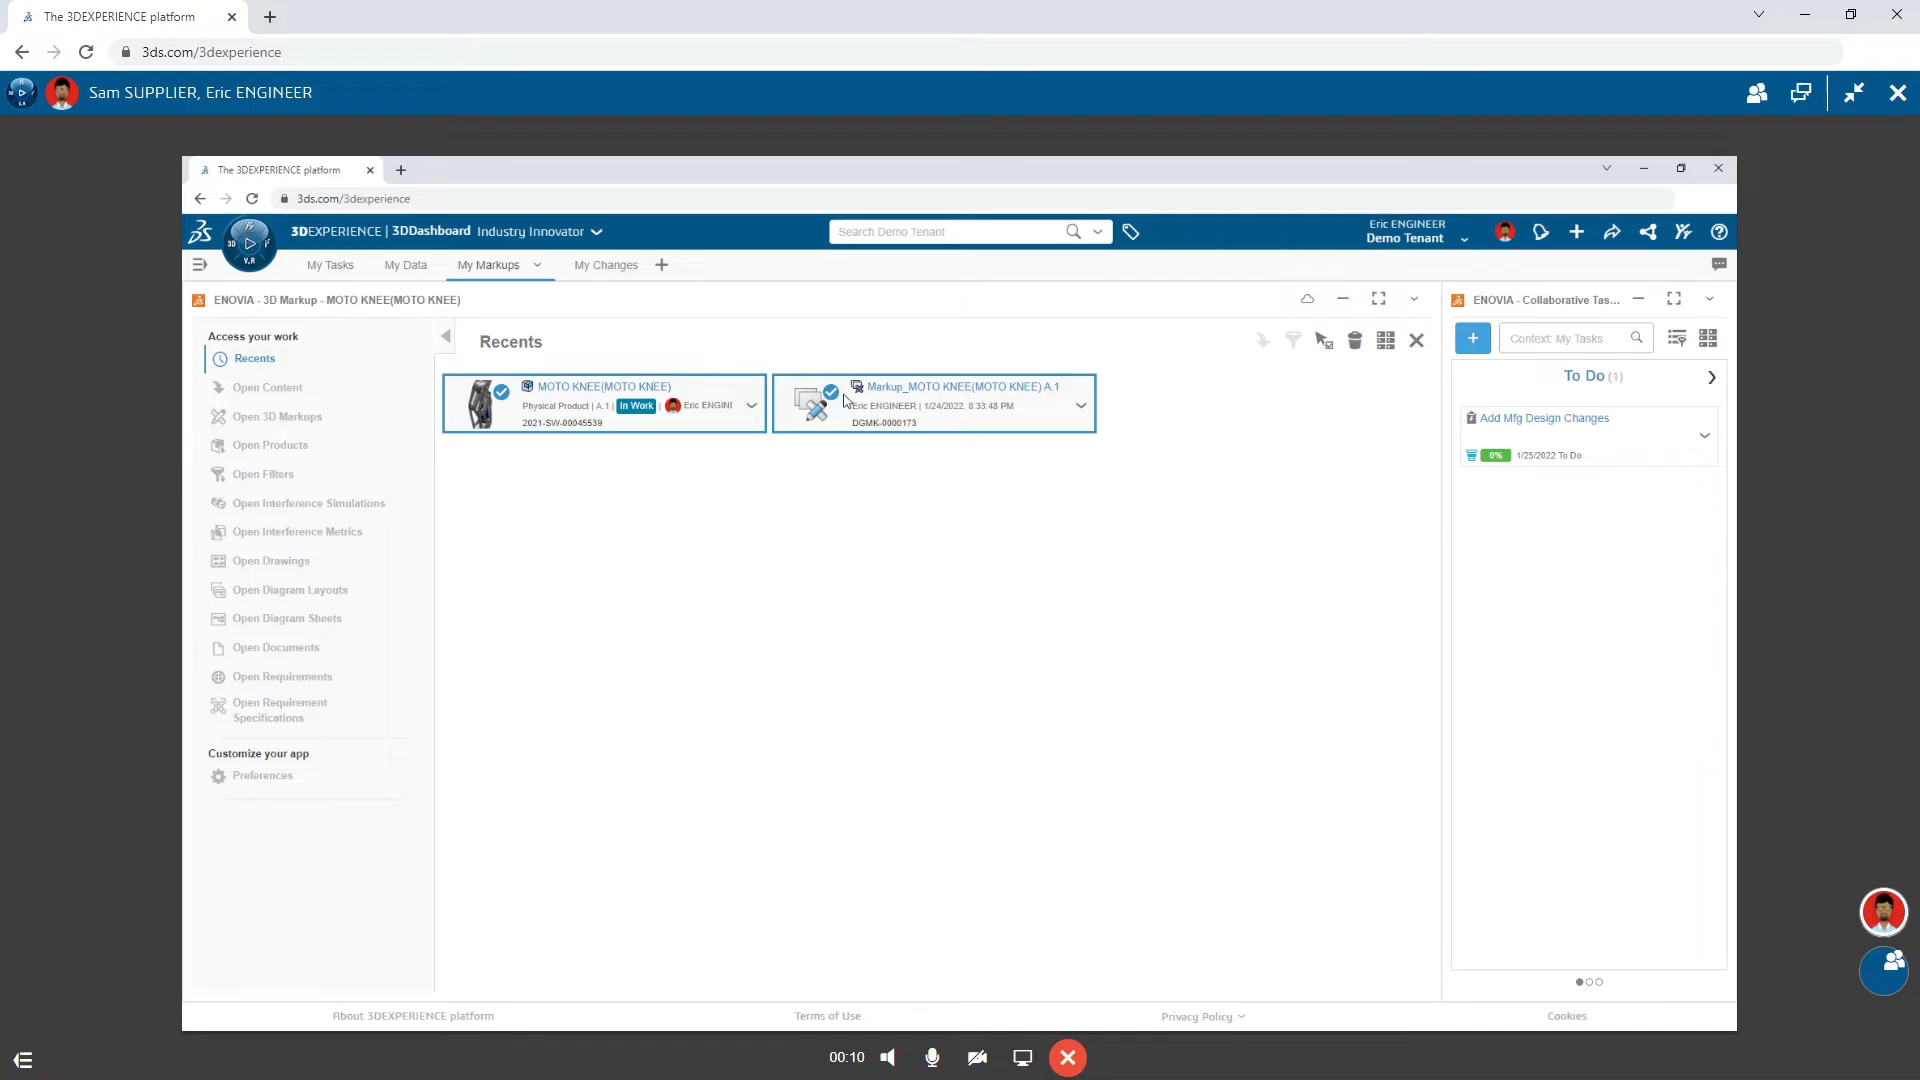 The 3DEXPERIENCE platform
3ds.com/3dexperience
Sam SUPPLIER, Eric ENGINEER
The 3DEXPERIENCE platform
3ds.com/3dexperience
3D
V.R
3DEXPERIENCE | 3DDashboard Industry Innovator
Search Demo Tenant
Eric ENGINEER
Demo Tenant
My Tasks
My Data
My Markups
My Changes
ENOVIA - 3D Markup - MOTO KNEE(MOTO KNEE)
ENOVIA - Collaborative Tas...
Access your work
Recents
Open Content
Open 3D Markups
Open Products
Open Filters
Open Interference Simulations
Open Interference Metrics
Open Drawings
Open Diagram Layouts
Open Diagram Sheets
Open Documents
Open Requirements
Open Requirement
Specifications
Customize your app
Preferences
Recents
MOTO KNEE(MOTO KNEE)
Physical Product | A.1 | In Work | Eric ENGINI
2021-SW-00045539
Markup_MOTO KNEE(MOTO KNEE) A.1
Eric ENGINEER | 1/24/2022, 8:33:48 PM
DGMK-0000173
Context: My Tasks
To Do (1)
Add Mfg Design Changes
0% 1/25/2022 To Do
About 3DEXPERIENCE platform
Terms of Use
Privacy Policy
Cookies
00:10